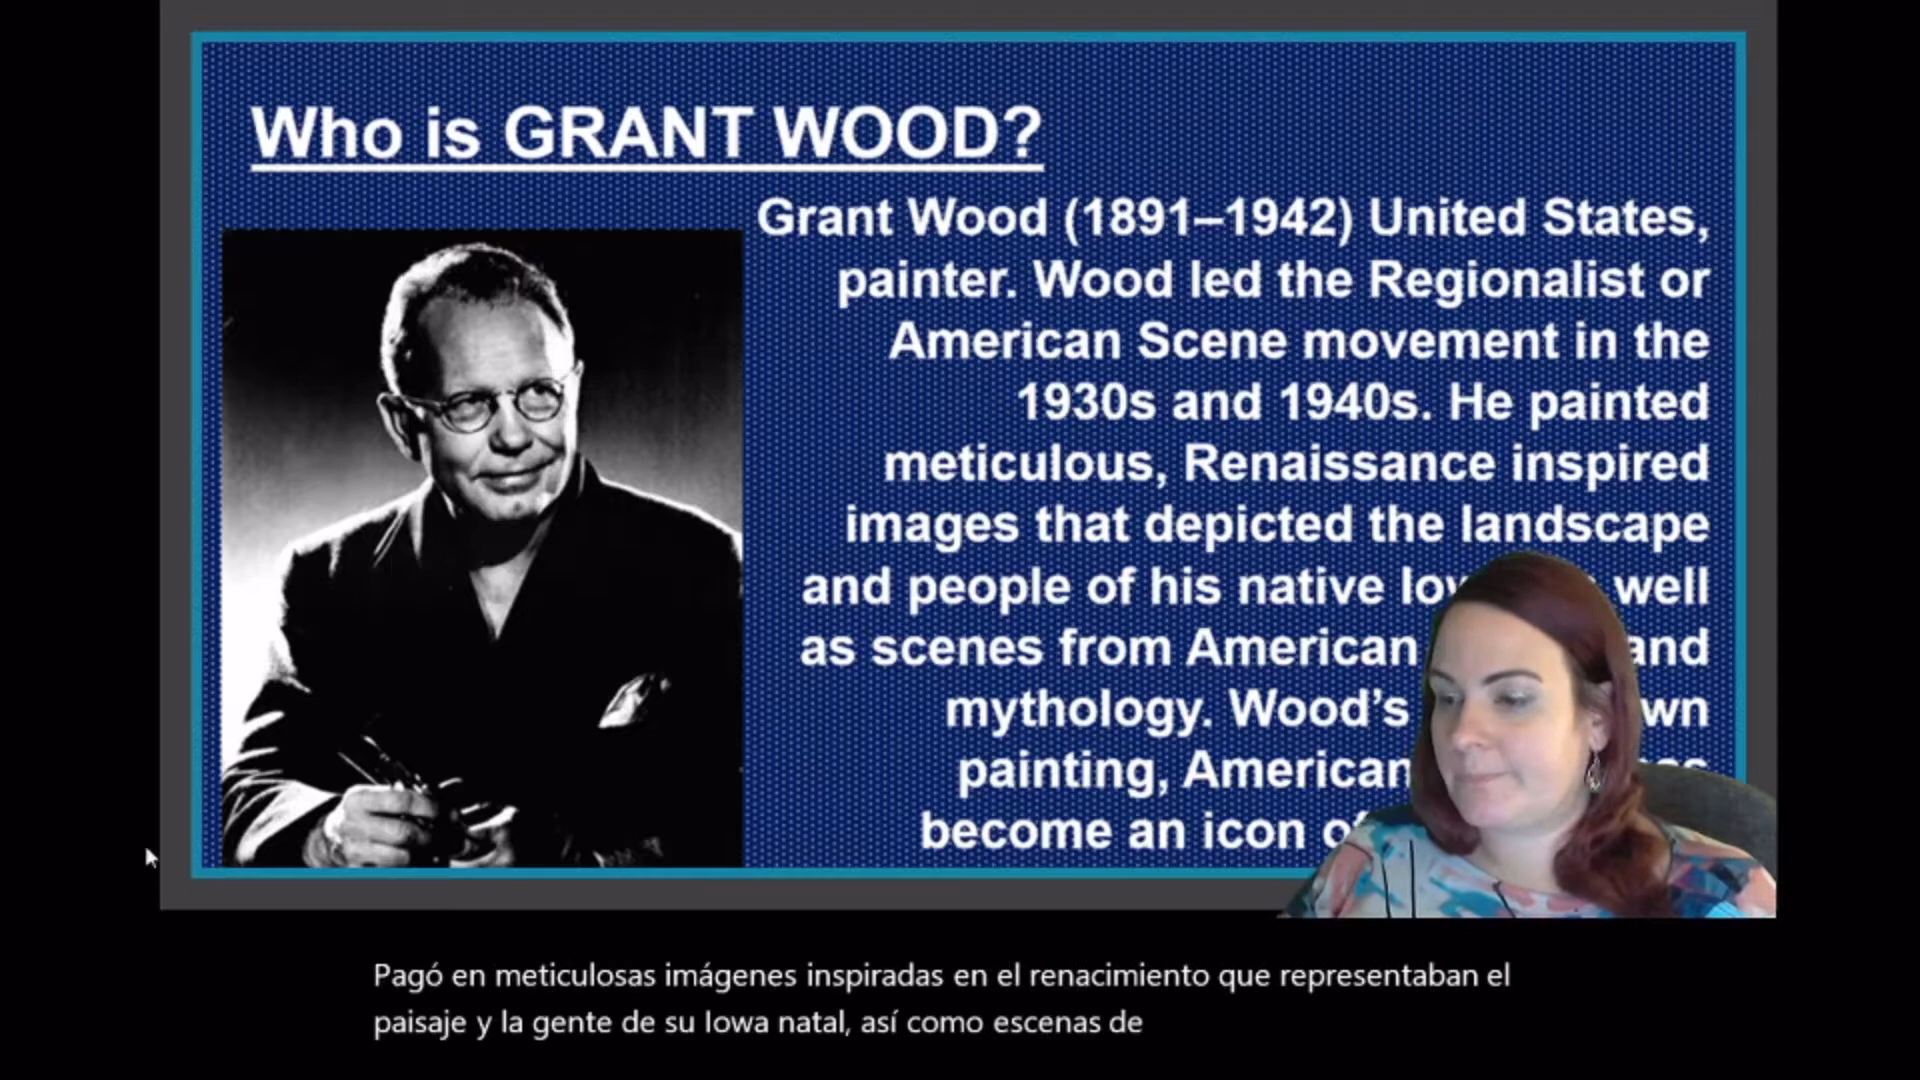 Who is GRANT WOOD?
Grant Wood (1891–1942) United States,
painter. Wood led the Regionalist or
American Scene movement in the
1930s and 1940s. He painted
meticulous, Renaissance inspired
images that depicted the landscape
and people of his native well
as scenes from American and
mythology. Wood's
painting, American
become an icon
Pagó en meticulosas imágenes inspiradas en el renacimiento que representaban el
paisaje y la gente de su Iowa natal, así como escenas de